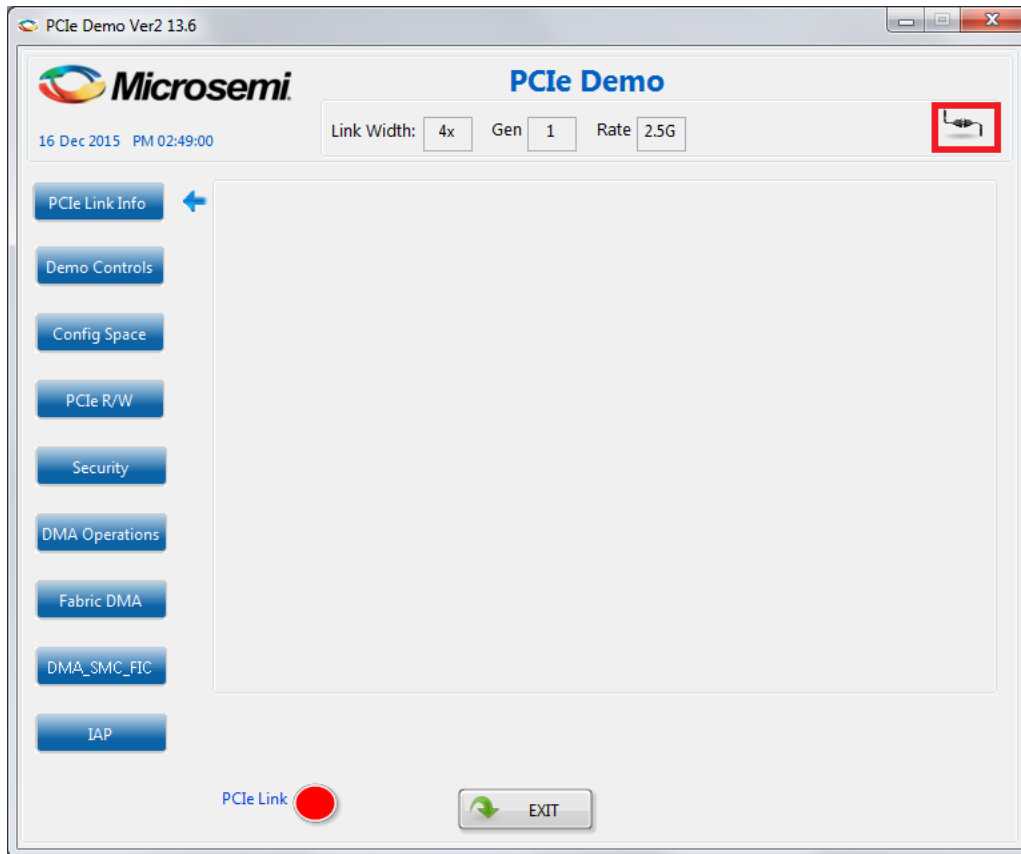 PCIe Demo Ver2 13.6
Microsemi.
PCIe Demo
16 Dec 2015 PM 02:49:00
Link Width: 4x Gen 1 Rate 2.5G
PCIe Link Info
Demo Controls
Config Space
PCIe R/W
Security
DMA Operations
Fabric DMA
DMA_SMC_FIC
IAP
PCIe Link
EXIT